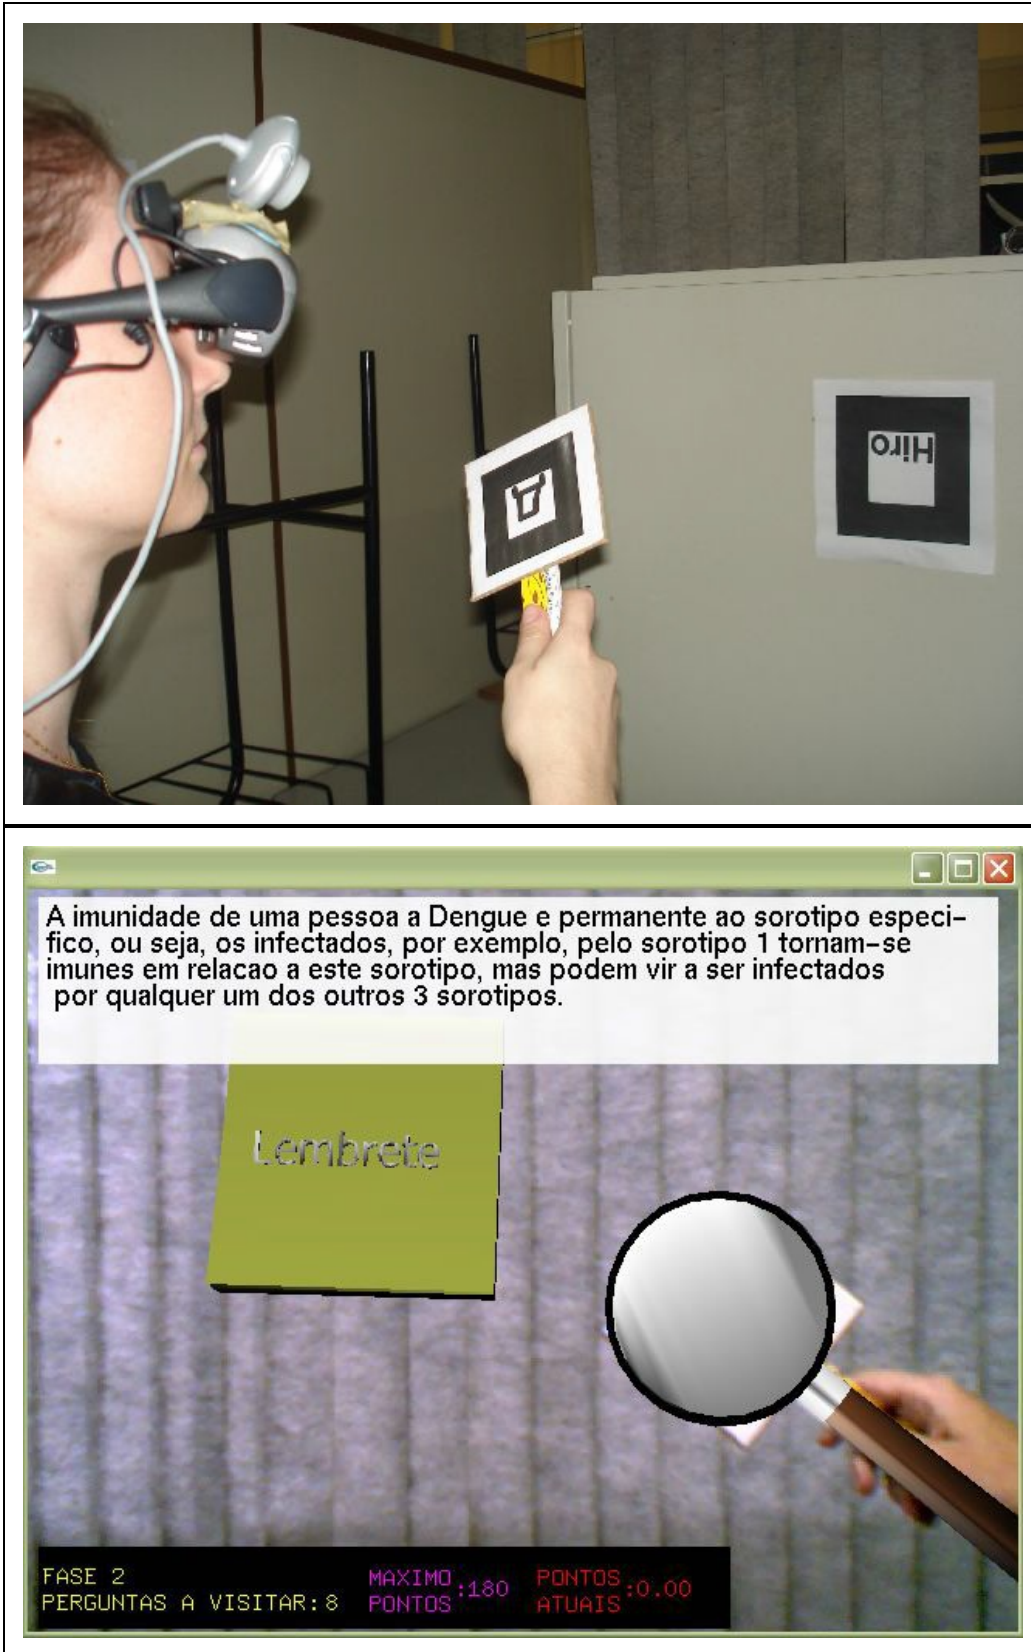 Hiro
A imunidade de uma pessoa a Dengue e permanente ao sorotipo especi-
fico, ou seja, os infectados, por exemplo, pelo sorotipo 1 tornam-se
imunes em relacao a este sorotipo, mas podem vir a ser infectados
por qualquer um dos outros 3 sorotipos.
Lembrete
FASE 2
PERGUNTAS A VISITAR: 8
MAXIMO
PONTOS :180
PONTOS
ATUAIS :0.00